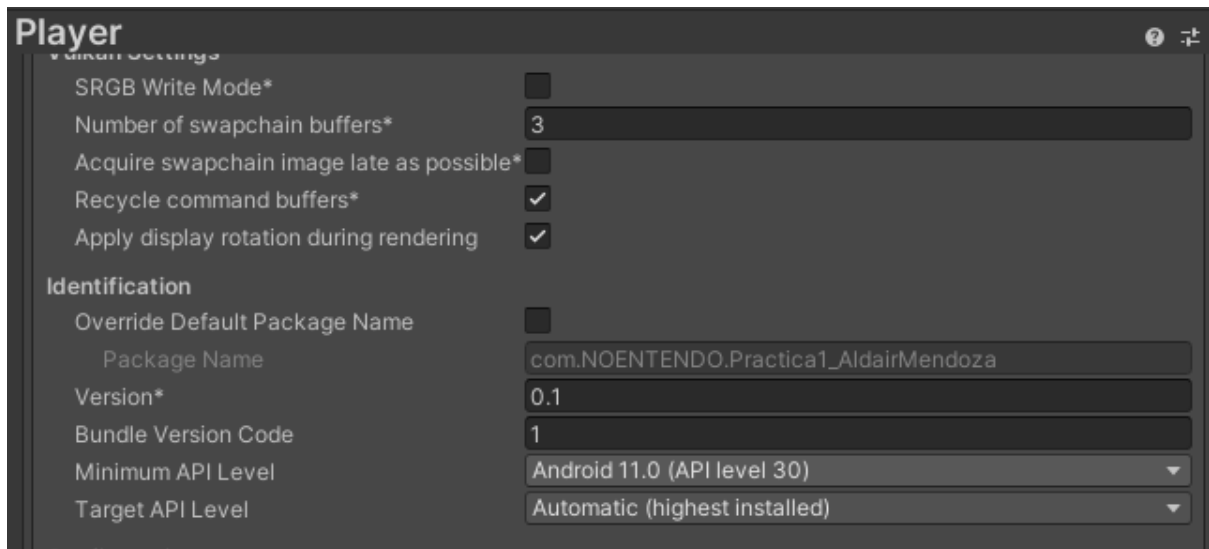 Player
Vulkan Settings
SRGB Write Mode*
Number of swapchain buffers* 3
Acquire swapchain image late as possible*
Recycle command buffers*
Apply display rotation during rendering
Identification
Override Default Package Name
Package Name com.NOENTENDO.Practica1_AldairMendoza
Version* 0.1
Bundle Version Code 1
Minimum API Level Android 11.0 (API level 30)
Target API Level Automatic (highest installed)